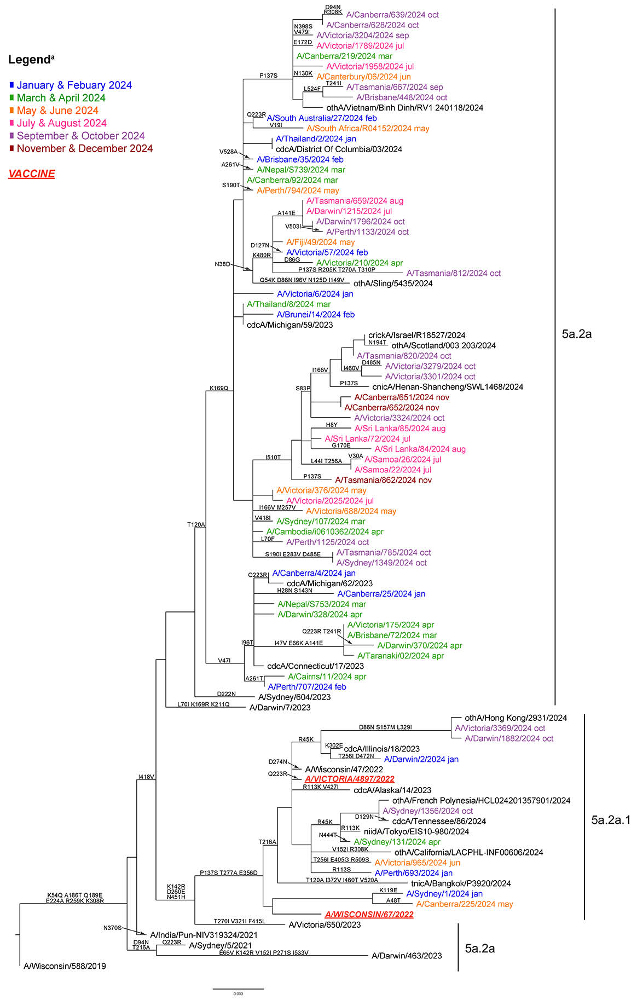 D94N
R308K
A/Canberra/639/2024 oct
A/Canberra/628/2024 oct
N398S
V479I
A/Victoria/3204/2024 sep
E172D
A/Victoria/1789/2024 jul
Legendᵃ
A/Canberra/219/2024 mar
A/Victoria/1958/2024 jul
P137S
N130K
A/Canterbury/06/2024 jun
January & Febuary 2024
T241I
A/Tasmania/667/2024 sep
L524F
March & April 2024
A/Brisbane/448/2024 oct
May & June 2024
othA/Vietnam/Binh Dinh/RV1 240118/2024
July & August 2024
Q223R
A/South Australia/27/2024 feb
V19I
A/South Africa/R04152/2024 may
September & October 2024
A/Thailand/2/2024 jan
November & December 2024
cdcA/District Of Columbia/03/2024
V528A
A/Brisbane/35/2024 feb
A261V
A/Nepal/S739/2024 mar
VACCINE
A/Canberra/92/2024 mar
S190T
A/Perth/794/2024 may
A/Tasmania/659/2024 aug
A141E
A/Darwin/1215/2024 jul
A/Darwin/1796/2024 oct
V503I
A/Perth/1133/2024 oct
A/Fiji/49/2024 may
D127N
A/Victoria/57/2024 feb
K480R
D86G
A/Victoria/210/2024 apr
N38D
P137S R205K T270A T310P
A/Tasmania/812/2024 oct
Q54K D86N I96V N125D I149V
othA/Sling/5435/2024
A/Victoria/6/2024 jan
A/Thailand/8/2024 mar
A/Brunei/14/2024 feb
cdcA/Michigan/59/2023
5a.2a
crickA/Israel/R18527/2024
N194T
othA/Scotland/003 203/2024
A/Tasmania/820/2024 oct
D485N
A/Victoria/3279/2024 oct
I166V
I460V
A/Victoria/3301/2024 oct
P137S
cnicA/Henan-Shancheng/SWL1468/2024
K169Q
S83P
A/Canberra/651/2024 nov
A/Canberra/652/2024 nov
A/Victoria/3324/2024 oct
H8Y
A/Sri Lanka/85/2024 aug
A/Sri Lanka/72/2024 jul
G170E
A/Sri Lanka/84/2024 aug
I510T
V30A
A/Samoa/26/2024 jul
L44I T256A
A/Samoa/22/2024 jul
P137S
A/Tasmania/862/2024 nov
A/Victoria/376/2024 may
A/Victoria/2025/2024 jul
I166V M257V
A/Victoria/688/2024 may
V418I
A/Sydney/107/2024 mar
T120A
A/Cambodia/i0610362/2024 apr
L70F
A/Perth/1125/2024 oct
S190I E283V D485E
A/Tasmania/785/2024 oct
A/Sydney/1349/2024 oct
Q223R
A/Canberra/4/2024 jan
cdcA/Michigan/62/2023
H28N S143N
A/Canberra/25/2024 jan
A/Nepal/S753/2024 mar
A/Darwin/328/2024 apr
A/Victoria/175/2024 apr
Q223R T241R
A/Brisbane/72/2024 mar
I96T
I47V E66K A141E
A/Darwin/370/2024 apr
A/Taranaki/02/2024 apr
V47I
cdcA/Connecticut/17/2023
A261T
A/Cairns/11/2024 apr
A/Perth/707/2024 feb
D222N
A/Sydney/604/2023
L70I K169R K211Q
A/Darwin/7/2023
othA/Hong Kong/2931/2024
D86N S157M L329I
A/Victoria/3369/2024 oct
A/Darwin/1882/2024 oct
R45K
K302E
cdcA/Illinois/18/2023
T256I D472N
A/Darwin/2/2024 jan
D274N
A/Wisconsin/47/2022
Q223R
A/VICTORIA/4897/2022
I418V
R113K V427I
cdcA/Alaska/14/2023
othA/French Polynesia/HCL024201357901/2024
A/Sydney/1356/2024 oct
D129N
cdcA/Tennessee/86/2024
5a.2a.1
R45K
R113K
niidA/Tokyo/EIS10-980/2024
N444T
A/Sydney/131/2024 apr
T216A
V152I R308K
othA/California/LACPHL-INF00606/2024
T256I E405G R509S
A/Victoria/965/2024 jun
P137S T277A E356D
R113S
A/Perth/693/2024 jan
T120A I372V I460T V520A
tnicA/Bangkok/P3920/2024
K142R
D260E
N451H
K119E
A/Sydney/1/2024 jan
K54Q A186T Q189E
E224A R259K K308R
A48T
A/Canberra/225/2024 may
A/WISCONSIN/67/2022
T270I V321I F415L
A/Victoria/650/2023
N370S
A/India/Pun-NIV319324/2021
D94N
T216A
Q223R
A/Sydney/5/2021
5a.2a
E66V K142R V152I P271S I533V
A/Darwin/463/2023
A/Wisconsin/588/2019
0.003